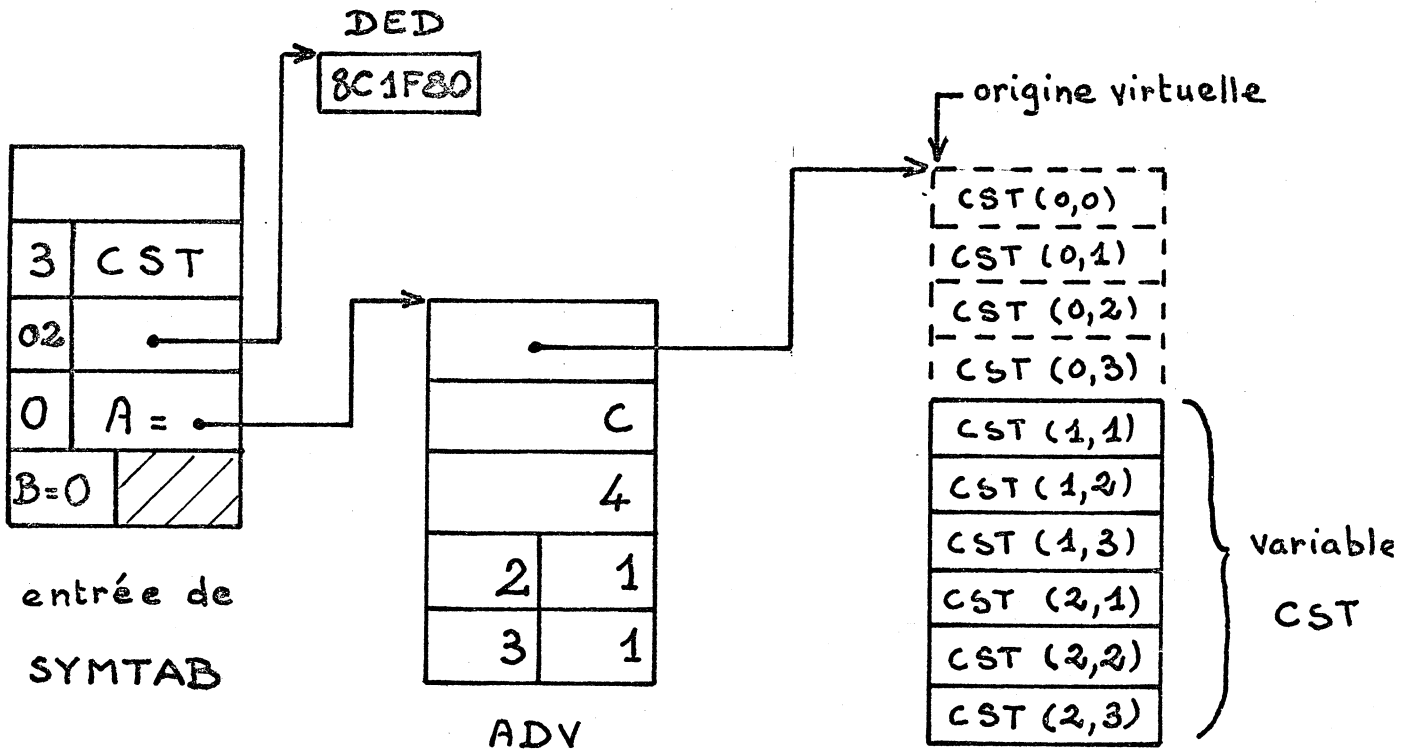 DED
8C1F80
origine virtuelle
3 CST
02
0 A =
B=0
entrée de
SYMTAB
C
4
2 1
3 1
ADV
CST (0,0)
CST (0,1)
CST (0,2)
CST (0,3)
CST (1,1)
CST (1,2)
CST (1,3)
CST (2,1)
CST (2,2)
CST (2,3)
variable
CST